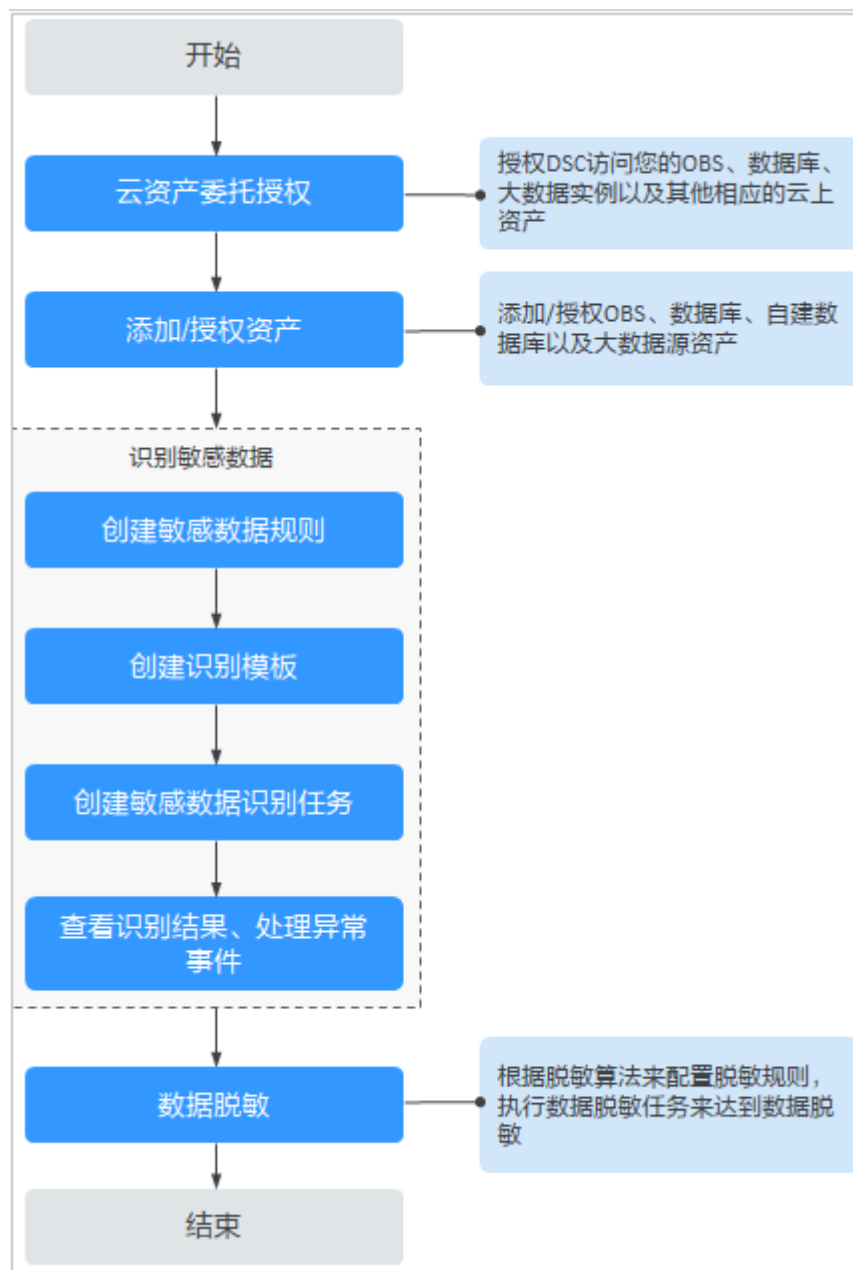 开始
云资产委托授权
授权DSC访问您的OBS、数据库、
大数据实例以及其他相应的云上
资产
添加/授权资产
添加/授权OBS、数据库、自建数
据库以及大数据源资产
识别敏感数据
创建敏感数据规则
创建识别模板
创建敏感数据识别任务
查看识别结果、处理异常
事件
数据脱敏
根据脱敏算法来配置脱敏规则，
执行数据脱敏任务来达到数据脱
敏
结束